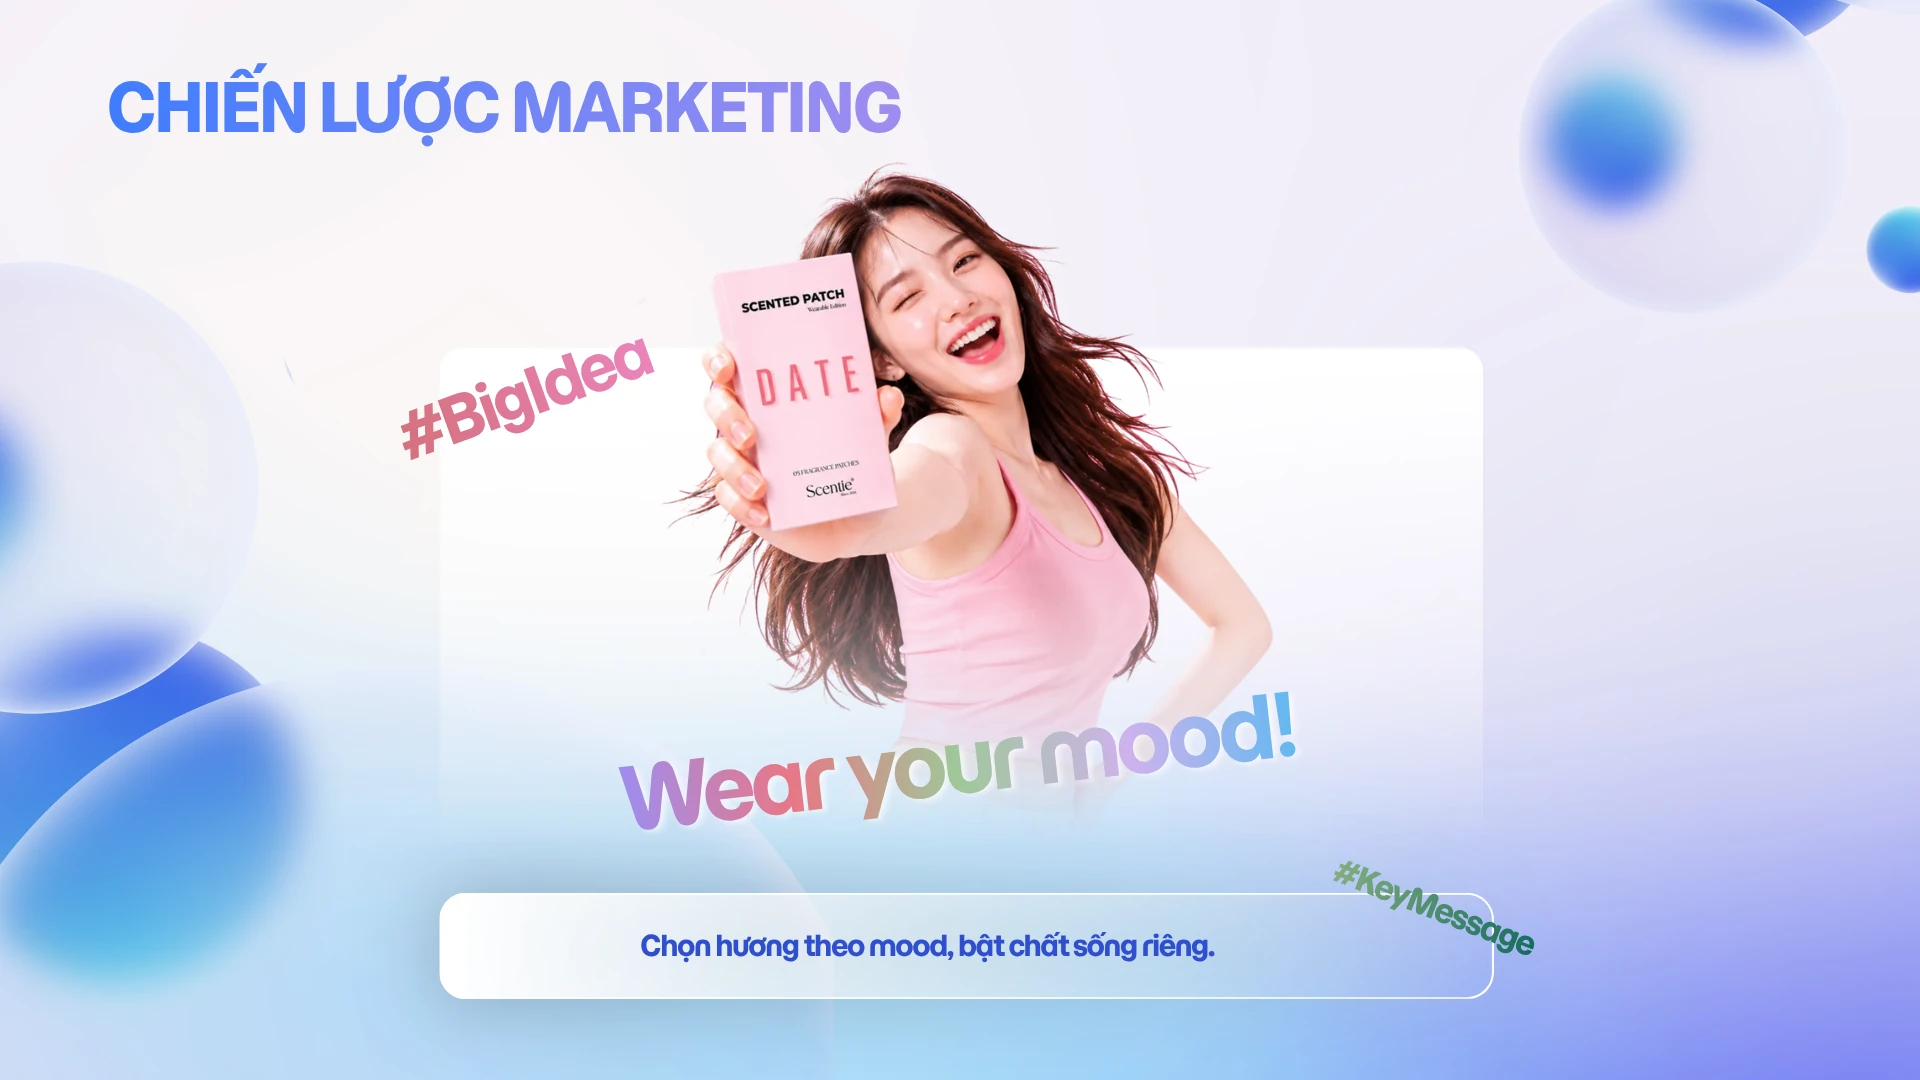 CHIẾN LƯỢC MARKETING
#BigIdea
SCENTED PATCH
Wearable Edition
DATE
05 FRAGRANCE PATCHES
Scentie
Wear your mood!
#KeyMessage
Chọn hương theo mood, bật chất sống riêng.